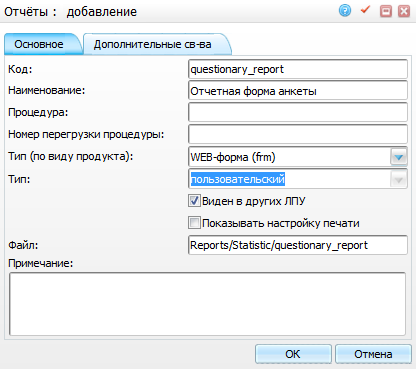 Отчёты : добавление
Основное Дополнительные св-ва
Код: questionary_report
Наименование: Отчетная форма анкеты
Процедура:
Номер перегрузки процедуры:
Тип (по виду продукта): WEB-форма (frm)
Тип: пользовательский
Виден в других ЛПУ
Показывать настройку печати
Файл: Reports/Statistic/questionary_report
Примечание:
ОК Отмена